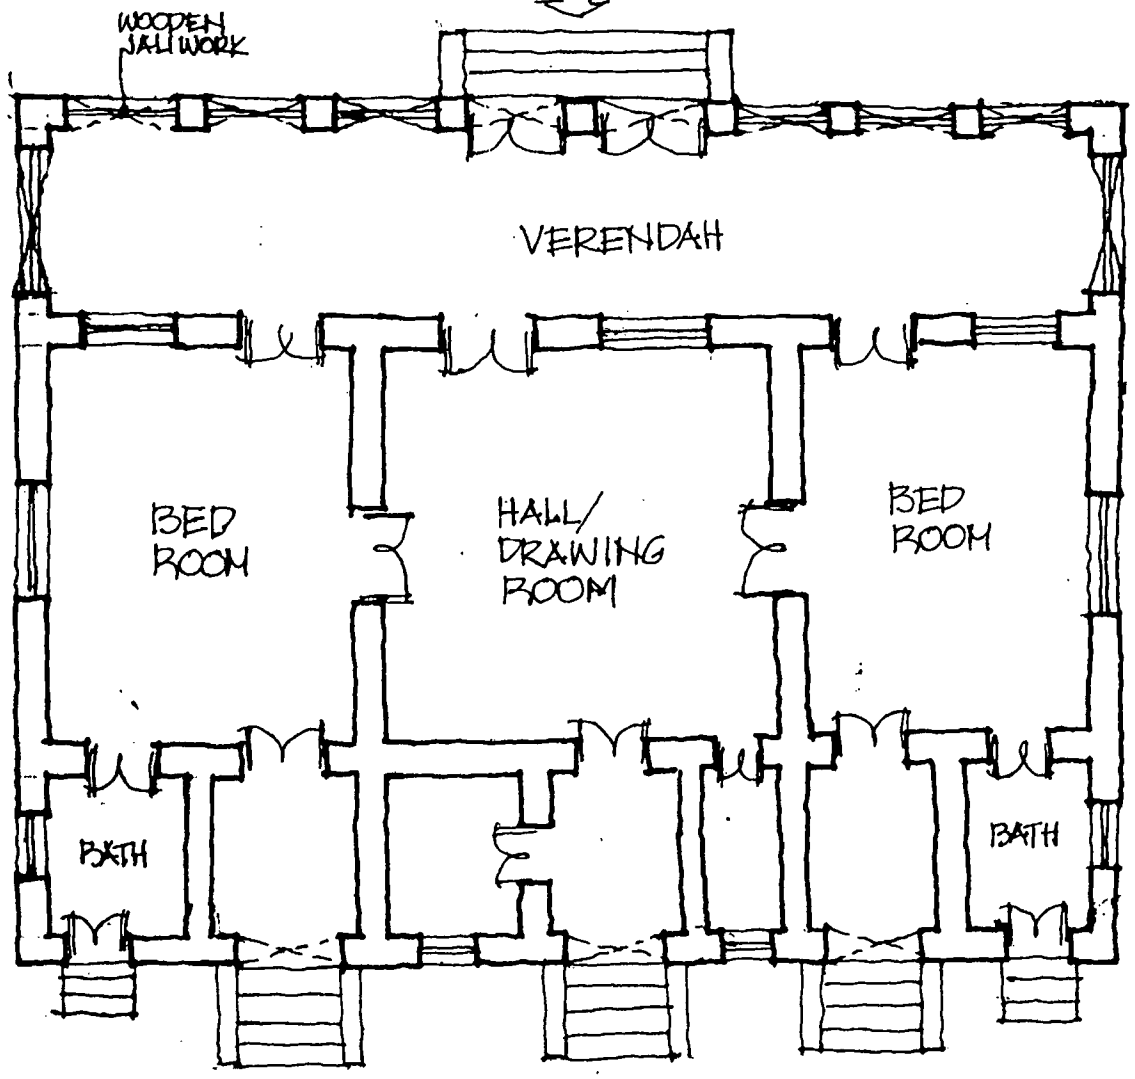 WOODEN
JALI WORK
VERENDAH
BED
ROOM
HALL/
DRAWING
ROOM
BED
ROOM
BATH
BATH